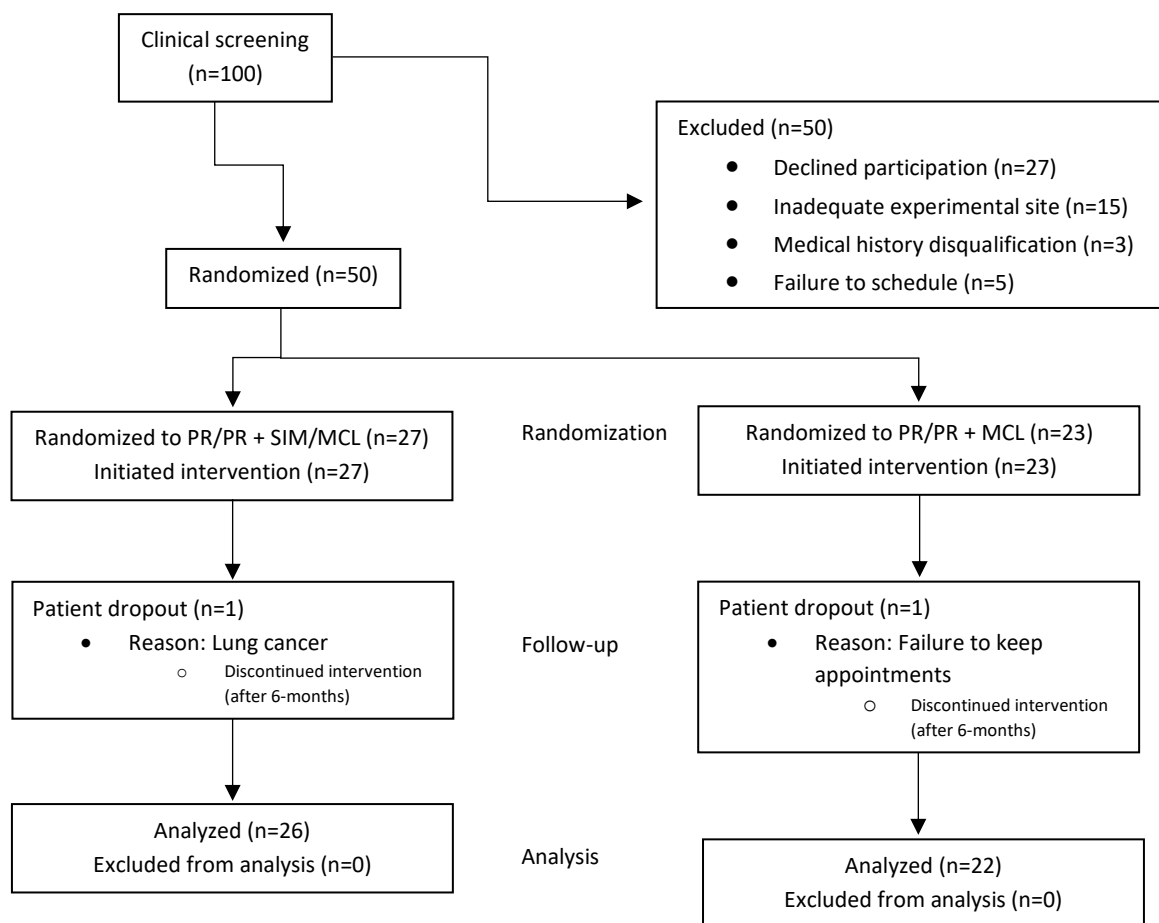 Clinical screening
(n=100)
Excluded (n=50)
● Declined participation (n=27)
● Inadequate experimental site (n=15)
● Medical history disqualification (n=3)
● Failure to schedule (n=5)
Randomized (n=50)
Randomized to PR/PR + SIM/MCL (n=27)
Initiated intervention (n=27)
Randomization
Randomized to PR/PR + MCL (n=23)
Initiated intervention (n=23)
Patient dropout (n=1)
● Reason: Lung cancer
○ Discontinued intervention
(after 6-months)
Follow-up
Patient dropout (n=1)
● Reason: Failure to keep
appointments
○ Discontinued intervention
(after 6-months)
Analyzed (n=26)
Excluded from analysis (n=0)
Analysis
Analyzed (n=22)
Excluded from analysis (n=0)